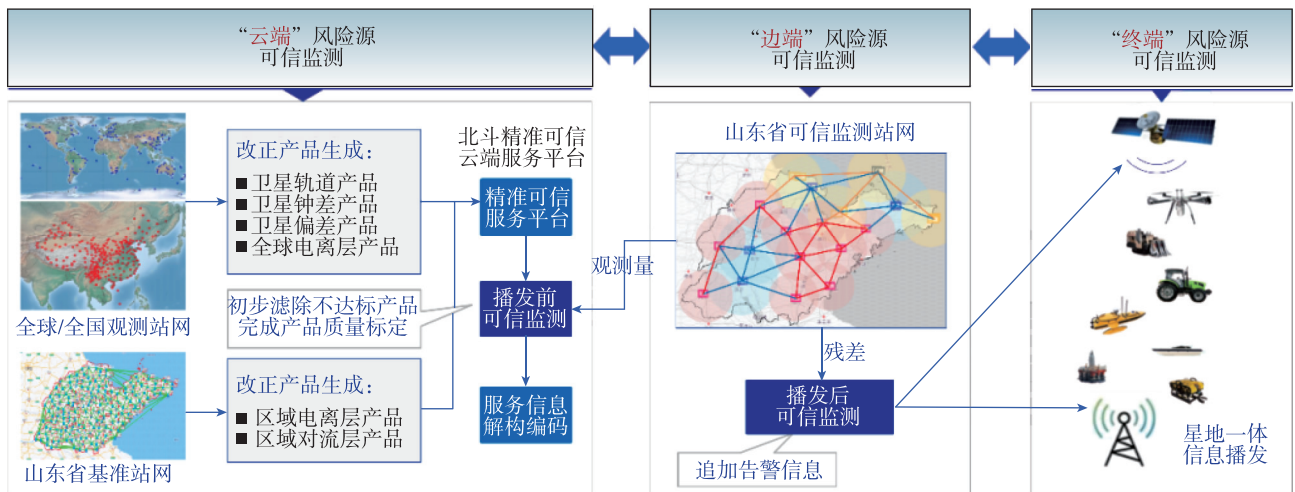 “云端”风险源
可信监测
“边端”风险源
可信监测
“终端”风险源
可信监测
全球/全国观测站网
山东省基准站网
改正产品生成：
■ 卫星轨道产品
■ 卫星钟差产品
■ 卫星偏差产品
■ 全球电离层产品
初步滤除不达标产品
完成产品质量标定
改正产品生成：
■ 区域电离层产品
■ 区域对流层产品
北斗精准可信
云端服务平台
精准可信
服务平台
播发前
可信监测
服务信息
解构编码
观测量
山东省可信监测站网
残差
播发后
可信监测
追加告警信息
星地一体
信息播发